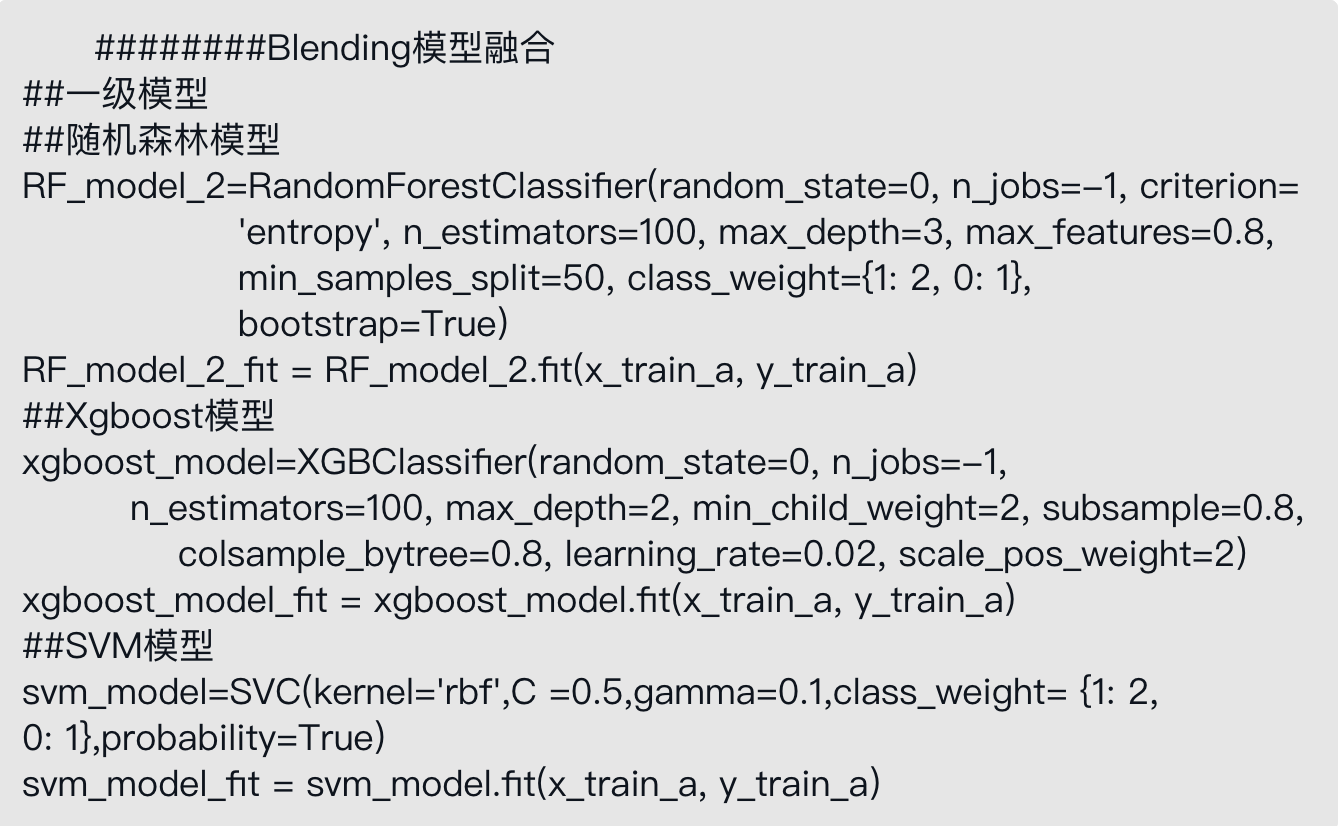 ########Blending模型融合
##一级模型
##随机森林模型
RF_model_2=RandomForestClassifier(random_state=0, n_jobs=–1, criterion=
'entropy', n_estimators=100, max_depth=3, max_features=0.8,
min_samples_split=50, class_weight={1: 2, 0: 1},
bootstrap=True)
RF_model_2_fit = RF_model_2.fit(x_train_a, y_train_a)
##Xgboost模型
xgboost_model=XGBClassifier(random_state=0, n_jobs=–1,
n_estimators=100, max_depth=2, min_child_weight=2, subsample=0.8,
colsample_bytree=0.8, learning_rate=0.02, scale_pos_weight=2)
xgboost_model_fit = xgboost_model.fit(x_train_a, y_train_a)
##SVM模型
svm_model=SVC(kernel='rbf',C =0.5,gamma=0.1,class_weight= {1: 2,
0: 1},probability=True)
svm_model_fit = svm_model.fit(x_train_a, y_train_a)